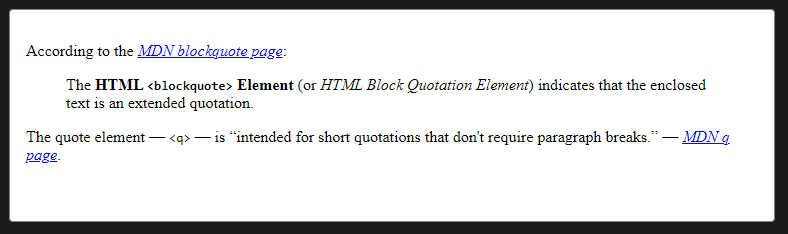 According to the MDN blockquote page:
The HTML <blockquote> Element (or HTML Block Quotation Element) indicates that the enclosed
text is an extended quotation.
The quote element — <q> — is “intended for short quotations that don't require paragraph breaks.” — MDN q
page.